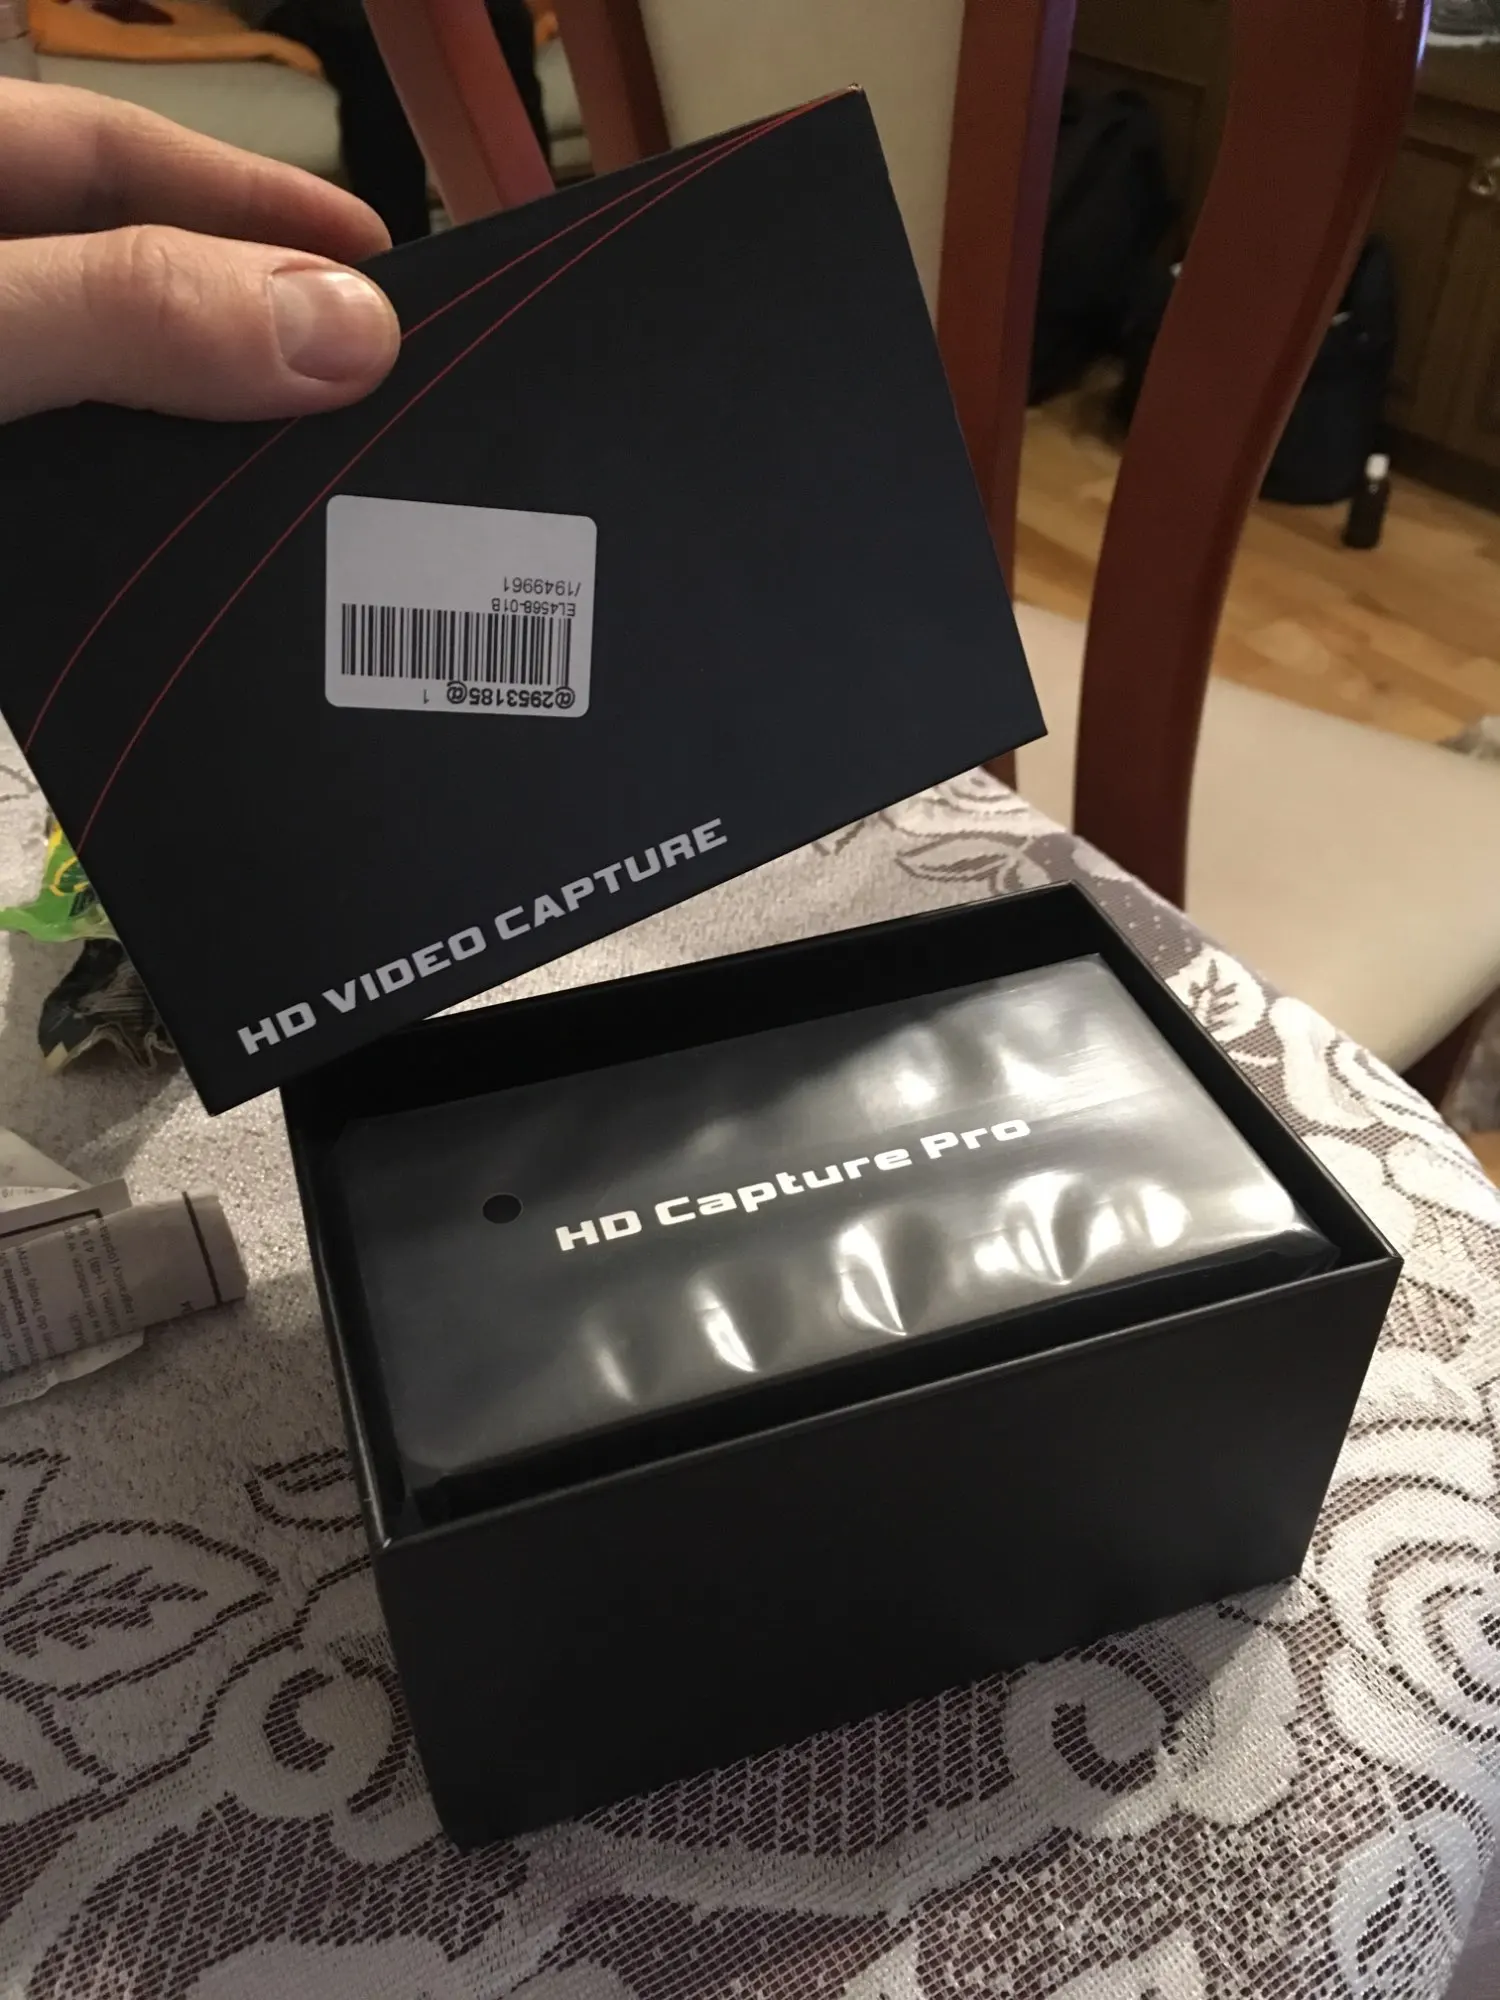 /1949961
EL4568-01B
@2953185@ 1
HD VIDEO CAPTURE
HD Capture Pro